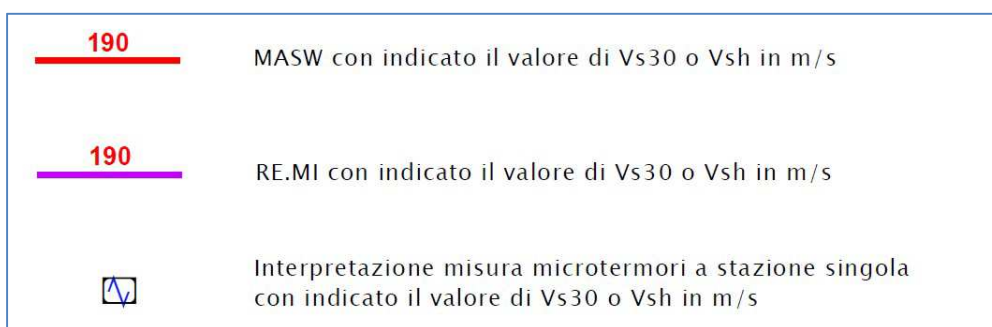 190
MASW con indicato il valore di Vs30 o Vsh in m/s
190
RE.MI con indicato il valore di Vs30 o Vsh in m/s
Interpretazione misura microtermori a stazione singola
con indicato il valore di Vs30 o Vsh in m/s